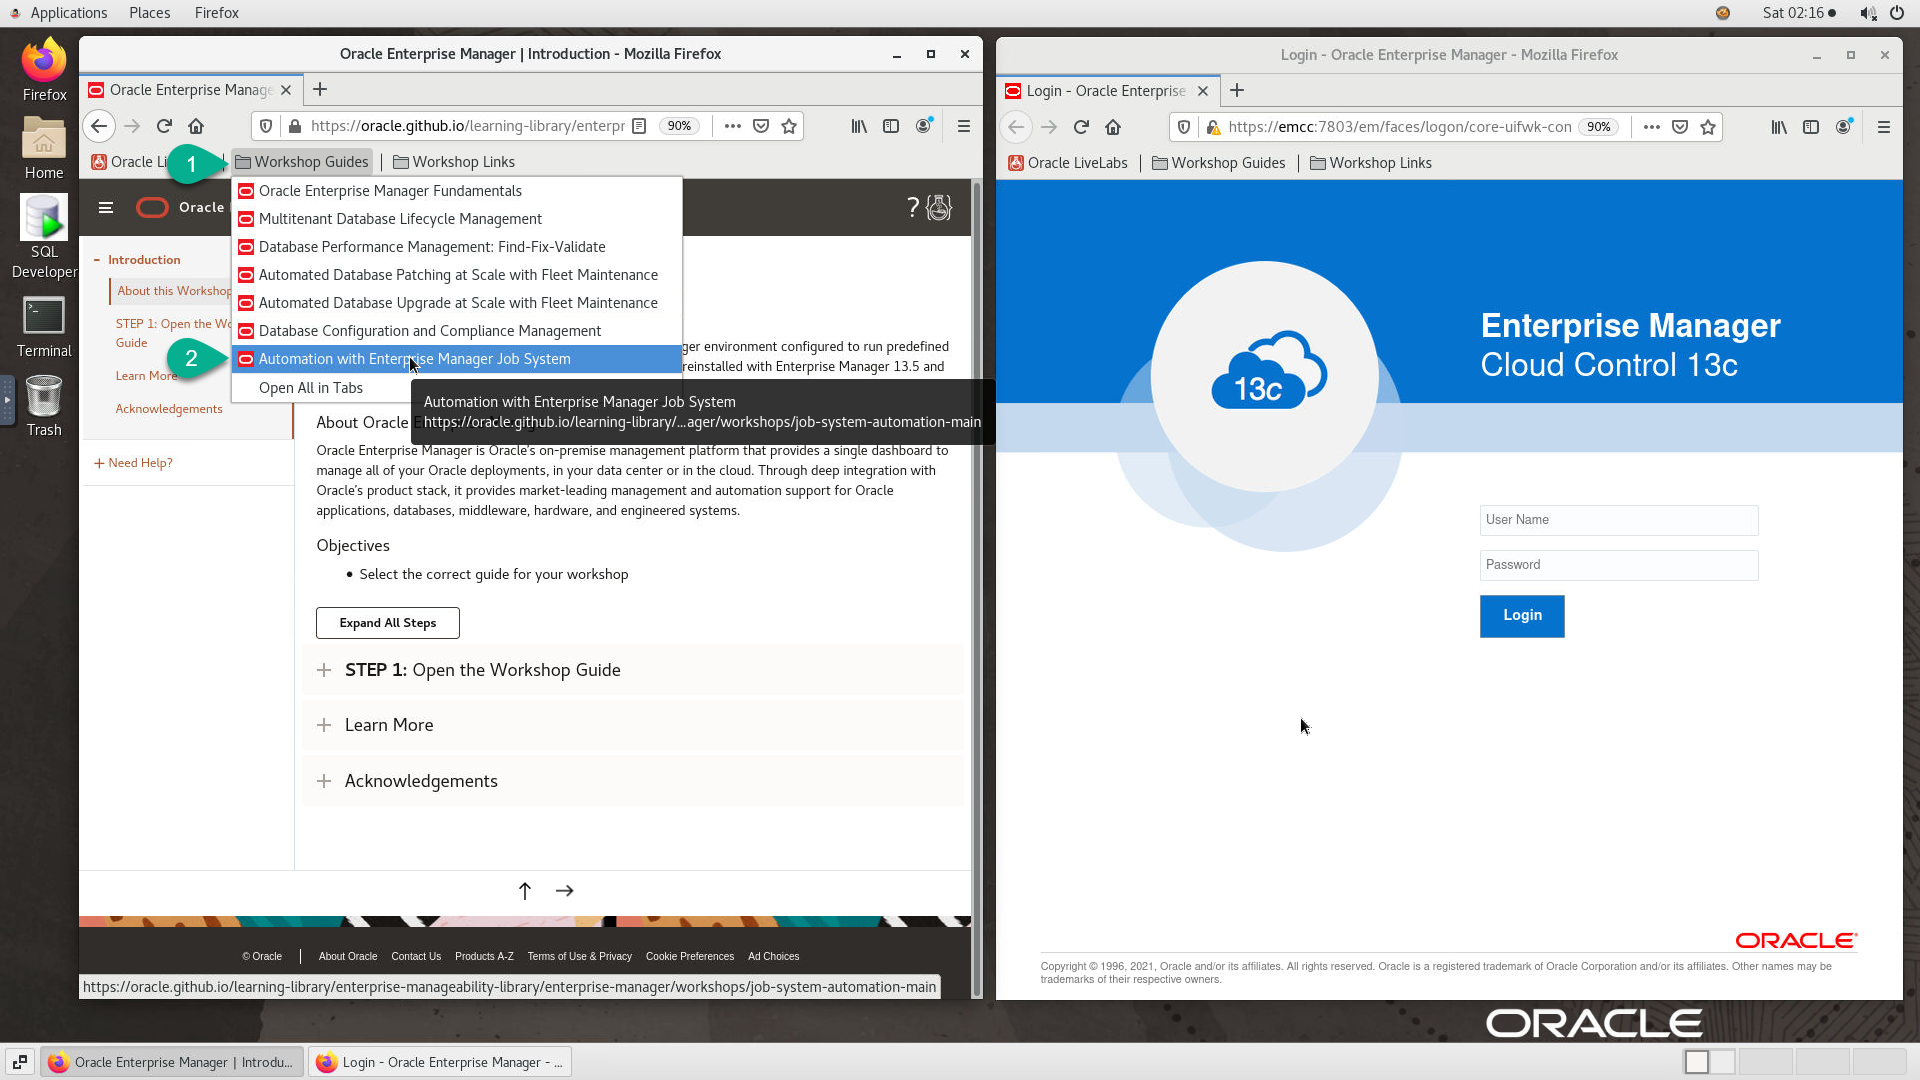 Applications Places Firefox
Sat 02:16
Firefox
Home
SQL
Developer
Terminal
Trash
Oracle Enterprise Manager | Introduction - Mozilla Firefox
Oracle Enterprise Manage
https://oracle.github.io/learning-library/enterpr 90%
Oracle Li Workshop Guides Workshop Links
1
Oracle
?
Oracle Enterprise Manager Fundamentals
Multitenant Database Lifecycle Management
Database Performance Management: Find-Fix-Validate
Automated Database Patching at Scale with Fleet Maintenance
Automated Database Upgrade at Scale with Fleet Maintenance
Database Configuration and Compliance Management
2
Automation with Enterprise Manager Job System
Open All in Tabs
Automation with Enterprise Manager Job System
https://oracle.github.io/learning-library/...ager/workshops/job-system-automation-main
Introduction
About this Workshop
STEP 1: Open the Wo
Guide
Learn More
Acknowledgements
Need Help?
ger environment configured to run predefined
reinstalled with Enterprise Manager 13.5 and
About Oracle
Oracle Enterprise Manager is Oracle's on-premise management platform that provides a single dashboard to
manage all of your Oracle deployments, in your data center or in the cloud. Through deep integration with
Oracle's product stack, it provides market-leading management and automation support for Oracle
applications, databases, middleware, hardware, and engineered systems.
Objectives
• Select the correct guide for your workshop
Expand All Steps
STEP 1: Open the Workshop Guide
Learn More
Acknowledgements
© Oracle About Oracle Contact Us Products A-Z Terms of Use & Privacy Cookie Preferences Ad Choices
https://oracle.github.io/learning-library/enterprise-manageability-library/enterprise-manager/workshops/job-system-automation-main
Login - Oracle Enterprise Manager - Mozilla Firefox
Login - Oracle Enterprise
https://emcc:7803/em/faces/logon/core-uifwk-con 90%
Oracle LiveLabs Workshop Guides Workshop Links
13c
Enterprise Manager
Cloud Control 13c
User Name
Password
Login
ORACLE
Copyright © 1996, 2021, Oracle and/or its affiliates. All rights reserved. Oracle is a registered trademark of Oracle Corporation and/or its affiliates. Other names may be
trademarks of their respective owners.
ORACLE
Oracle Enterprise Manager | Introdu...
Login - Oracle Enterprise Manager - ...